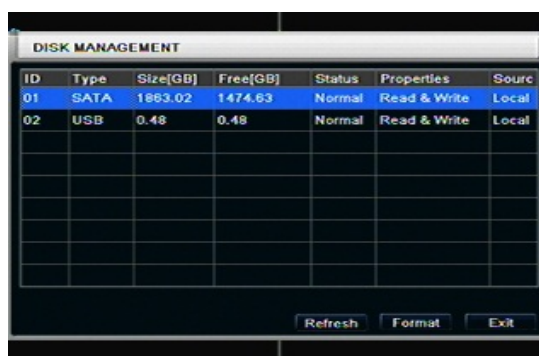 DISK MANAGEMENT
ID Type Size[GB] Free[GB] Status Properties Sourc
01 SATA 1863.02 1474.63 Normal Read & Write Local
02 USB 0.48 0.48 Normal Read & Write Local
Refresh Format Exit